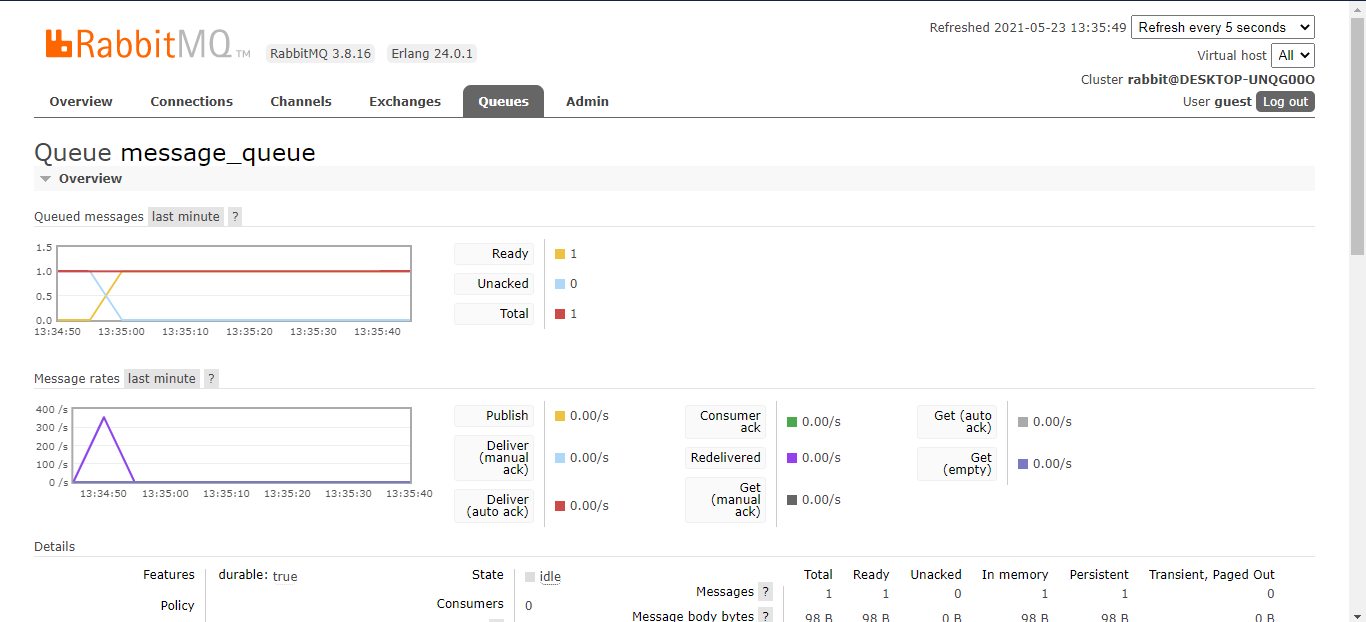 RabbitMQ TM RabbitMQ 3.8.16 Erlang 24.0.1
Refreshed 2021-05-23 13:35:49 Refresh every 5 seconds
Virtual host All
Cluster rabbit@DESKTOP-UNQG00O
User guest Log out
Overview Connections Channels Exchanges Queues Admin
Queue message_queue
Overview
Queued messages last minute ?
1.5
1.0
0.5
0.0
13:34:50 13:35:00 13:35:10 13:35:20 13:35:30 13:35:40
Ready 1
Unacked 0
Total 1
Message rates last minute ?
400 /s
300 /s
200 /s
100 /s
0 /s
13:34:50 13:35:00 13:35:10 13:35:20 13:35:30 13:35:40
Publish 0.00/s
Deliver
(manual
ack)
0.00/s
Deliver
(auto ack)
0.00/s
Consumer
ack
0.00/s
Redelivered 0.00/s
Get
(manual
ack)
0.00/s
Get (auto
ack)
0.00/s
Get
(empty)
0.00/s
Details
Features durable: true
Policy
State idle
Consumers 0
Total Ready Unacked In memory Persistent Transient, Paged Out
Messages ? 1 1 0 1 1 0
Message body bytes ? 98 B 98 B 0 B 98 B 98 B 0 B